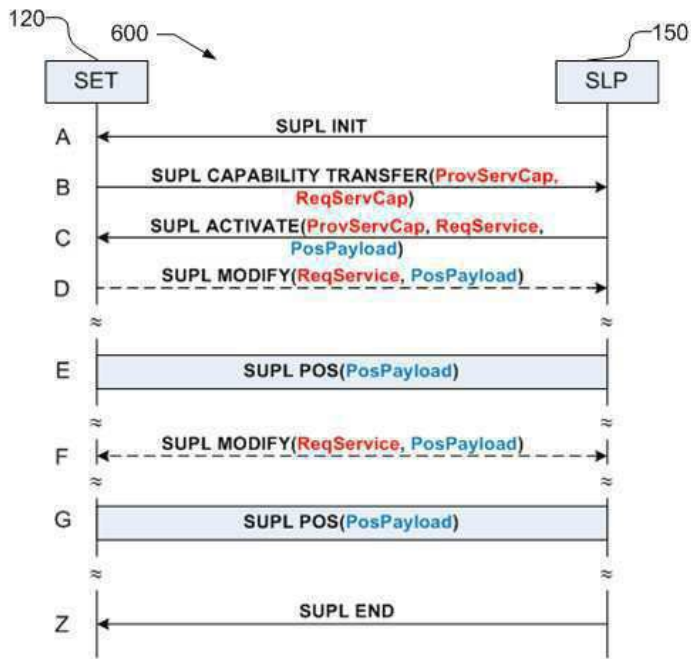 120
600
150
SET
SLP
A
SUPL INIT
B
SUPL CAPABILITY TRANSFER(ProvServCap,
ReqServCap)
C
SUPL ACTIVATE(ProvServCap, ReqService,
PosPayload)
D
SUPL MODIFY(ReqService, PosPayload)
≈ ≈
E
SUPL POS(PosPayload)
≈ ≈
F
SUPL MODIFY(ReqService, PosPayload)
≈ ≈
G
SUPL POS(PosPayload)
≈ ≈
Z
SUPL END